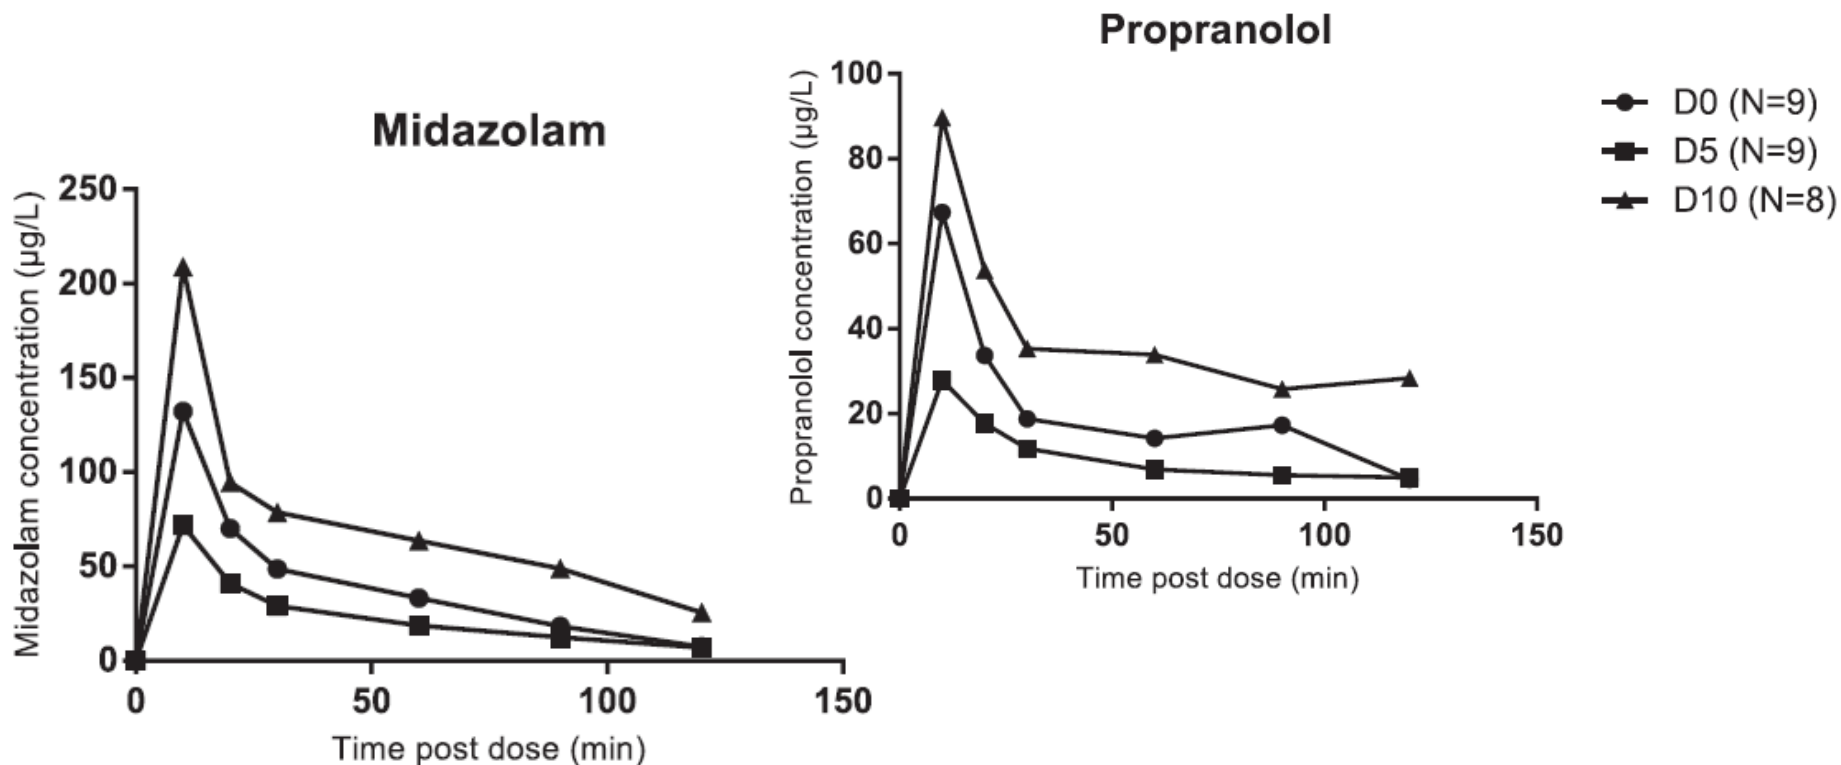 Midazolam
Midazolam concentration (µg/L)
250
200
150
100
50
0
0 50 100 150
Time post dose (min)
Propranolol
Propranolol concentration (µg/L)
100
80
60
40
20
0
0 50 100 150
Time post dose (min)
D0 (N=9)
D5 (N=9)
D10 (N=8)